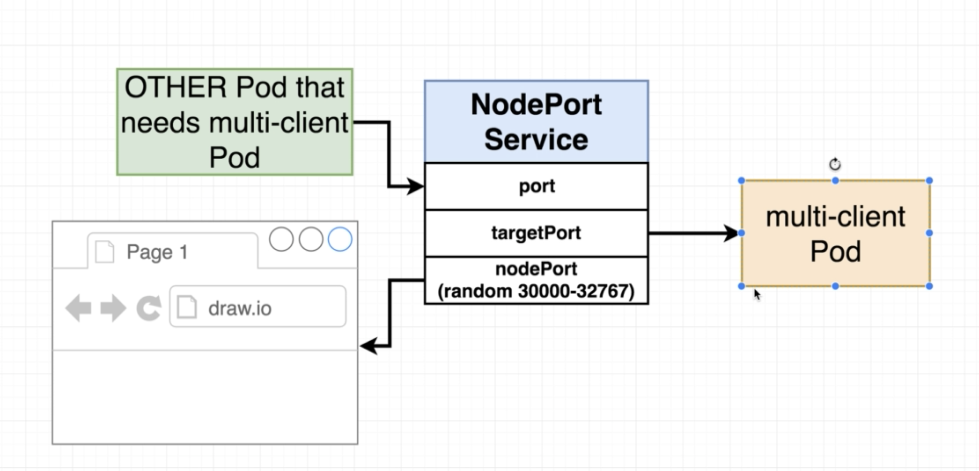 OTHER Pod that
needs multi-client
Pod
NodePort
Service
port
targetPort
nodePort
(random 30000-32767)
multi-client
Pod
Page 1
draw.io